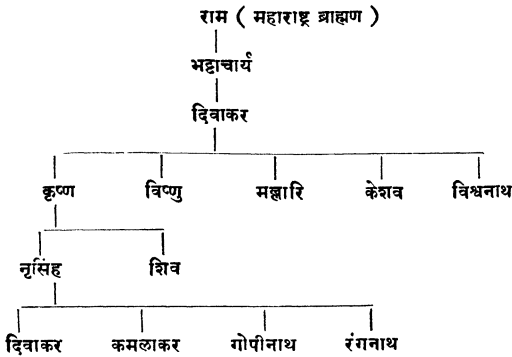 राम ( महाराष्ट्र ब्राह्मण )
भट्टाचार्य
दिवाकर
कृष्ण विष्णु मल्लारि केशव विश्वनाथ
नृसिंह शिव
दिवाकर कमलाकर गोपीनाथ रंगनाथ